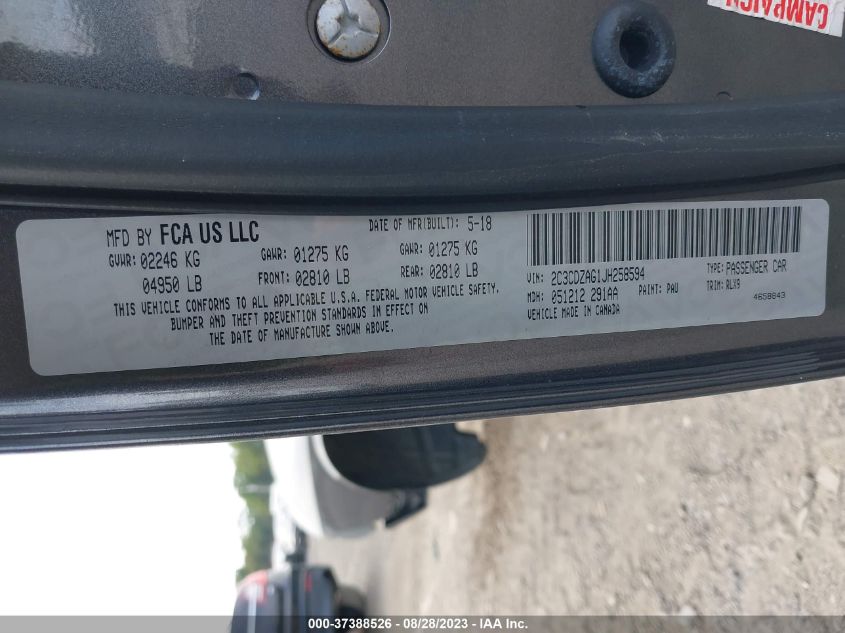 CAMPAIGN
MFD BY FCA US LLC
DATE OF MFR(BUILT): 5-18
GVWR: 02246 KG GAWR: 01275 KG GAWR: 01275 KG
04950 LB FRONT: 02810 LB REAR: 02810 LB
THIS VEHICLE CONFORMS TO ALL APPLICABLE U.S.A. FEDERAL MOTOR VEHICLE SAFETY,
BUMPER AND THEFT PREVENTION STANDARDS IN EFFECT ON
THE DATE OF MANUFACTURE SHOWN ABOVE.
VIN: 2C3CDZAG1JH258594 TYPE: PASSENGER CAR
MDH: 051212 291AA PAINT: PAU TRIM: RLX9
VEHICLE MADE IN CANADA 4658843
000-37388526 - 08/28/2023 - IAAI Inc.